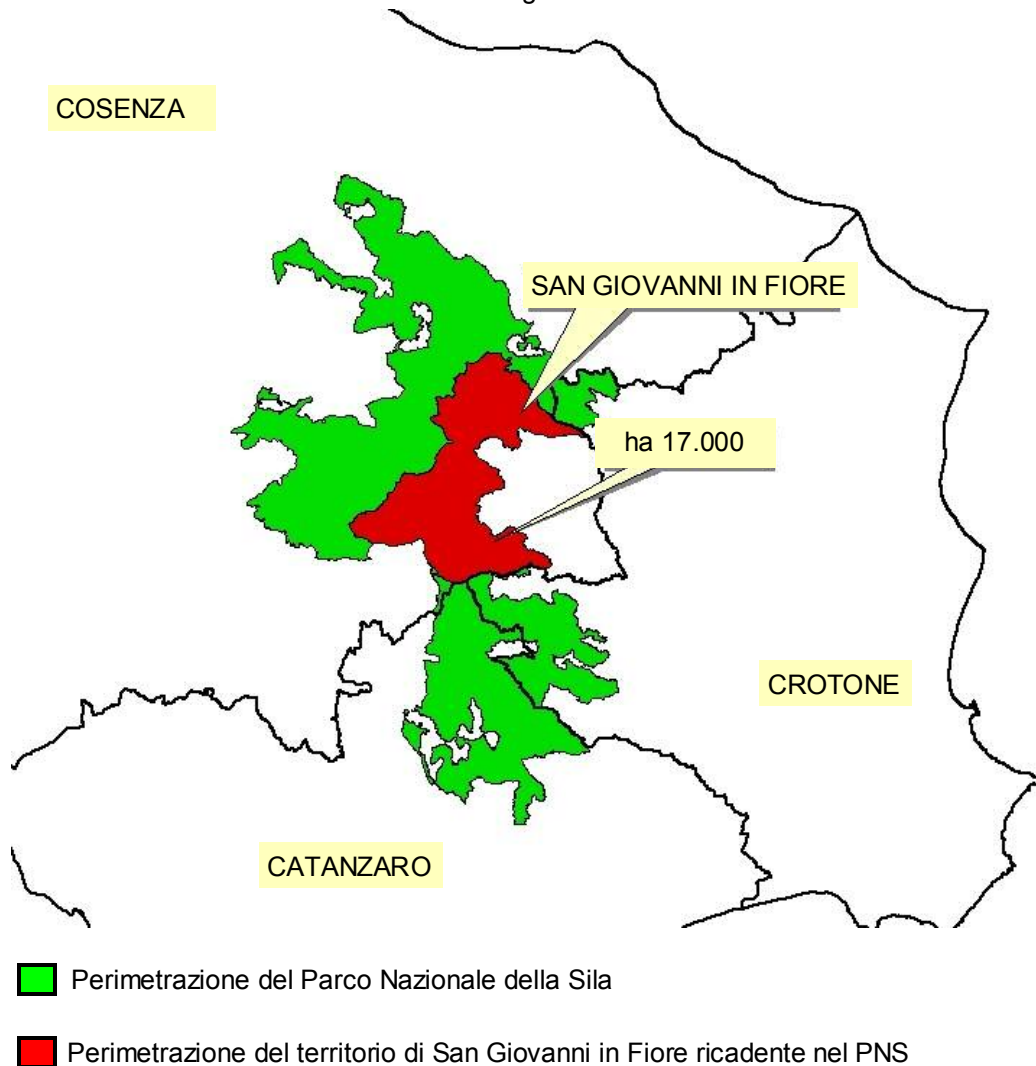 COSENZA
SAN GIOVANNI IN FIORE
ha 17.000
CROTONE
CATANZARO
Perimetrazione del Parco Nazionale della Sila
Perimetrazione del territorio di San Giovanni in Fiore ricadente nel PNS